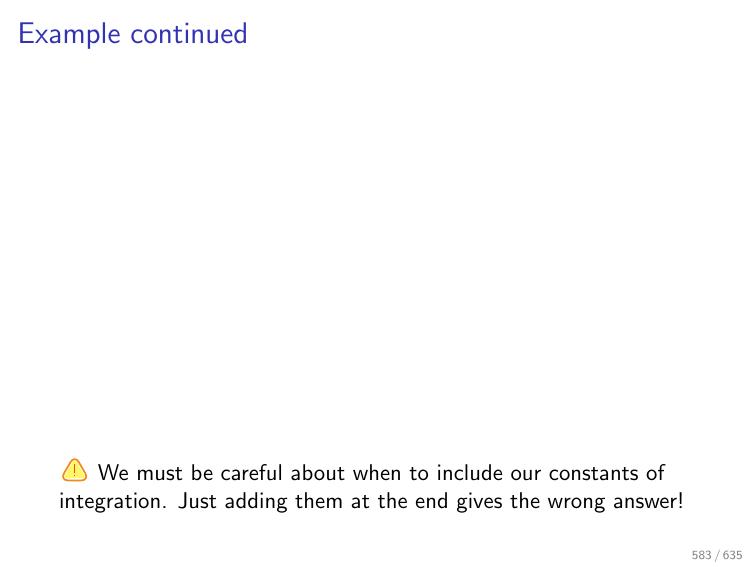 Example continued
! We must be careful about when to include our constants of
integration. Just adding them at the end gives the wrong answer!
583 / 635